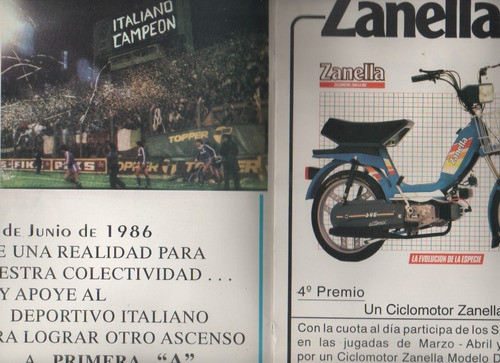 ITALIANO
CAMPEON
TOPPER
TOPPER
de Junio de 1986
E UNA REALIDAD PARA
ESTRA COLECTIVIDAD . . .
Y APOYE AL
DEPORTIVO ITALIANO
RA LOGRAR OTRO ASCENSO
A PRIMERA "A"
Zanella
Zanella
Zanella
LA EVOLUCION DE LA ESPECIE
4º Premio
Un Ciclomotor Zanella
Con la cuota al día participa de los S
en las jugadas de Marzo - Abril
por un Ciclomotor Zanella Modelo D